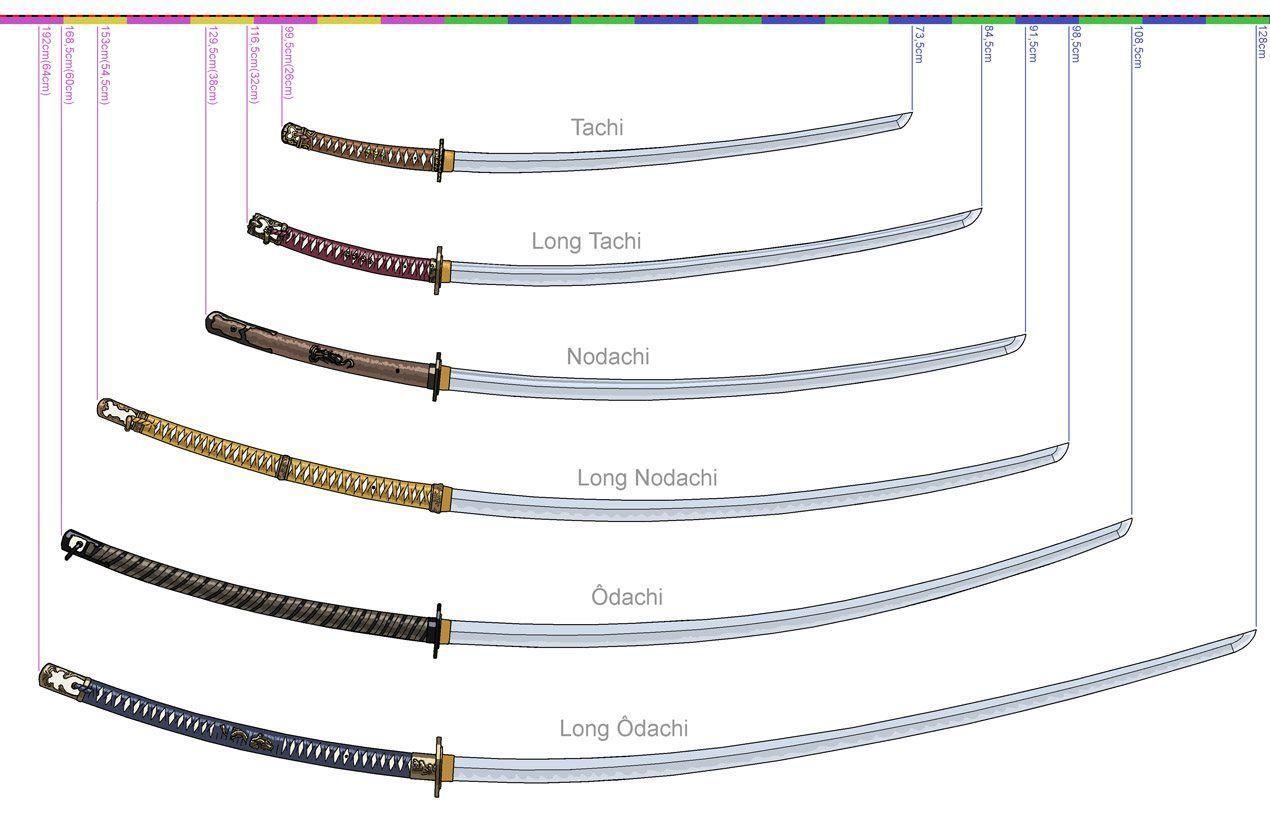 192cm(64cm)
168,5cm(60cm)
153cm(54,5cm)
129,5cm(38cm)
116,5cm(32cm)
99,5cm(26cm)
73,5cm
84,5cm
91,5cm
98,5cm
108,5cm
128cm
Tachi
Long Tachi
Nodachi
Long Nodachi
Ôdachi
Long Ôdachi